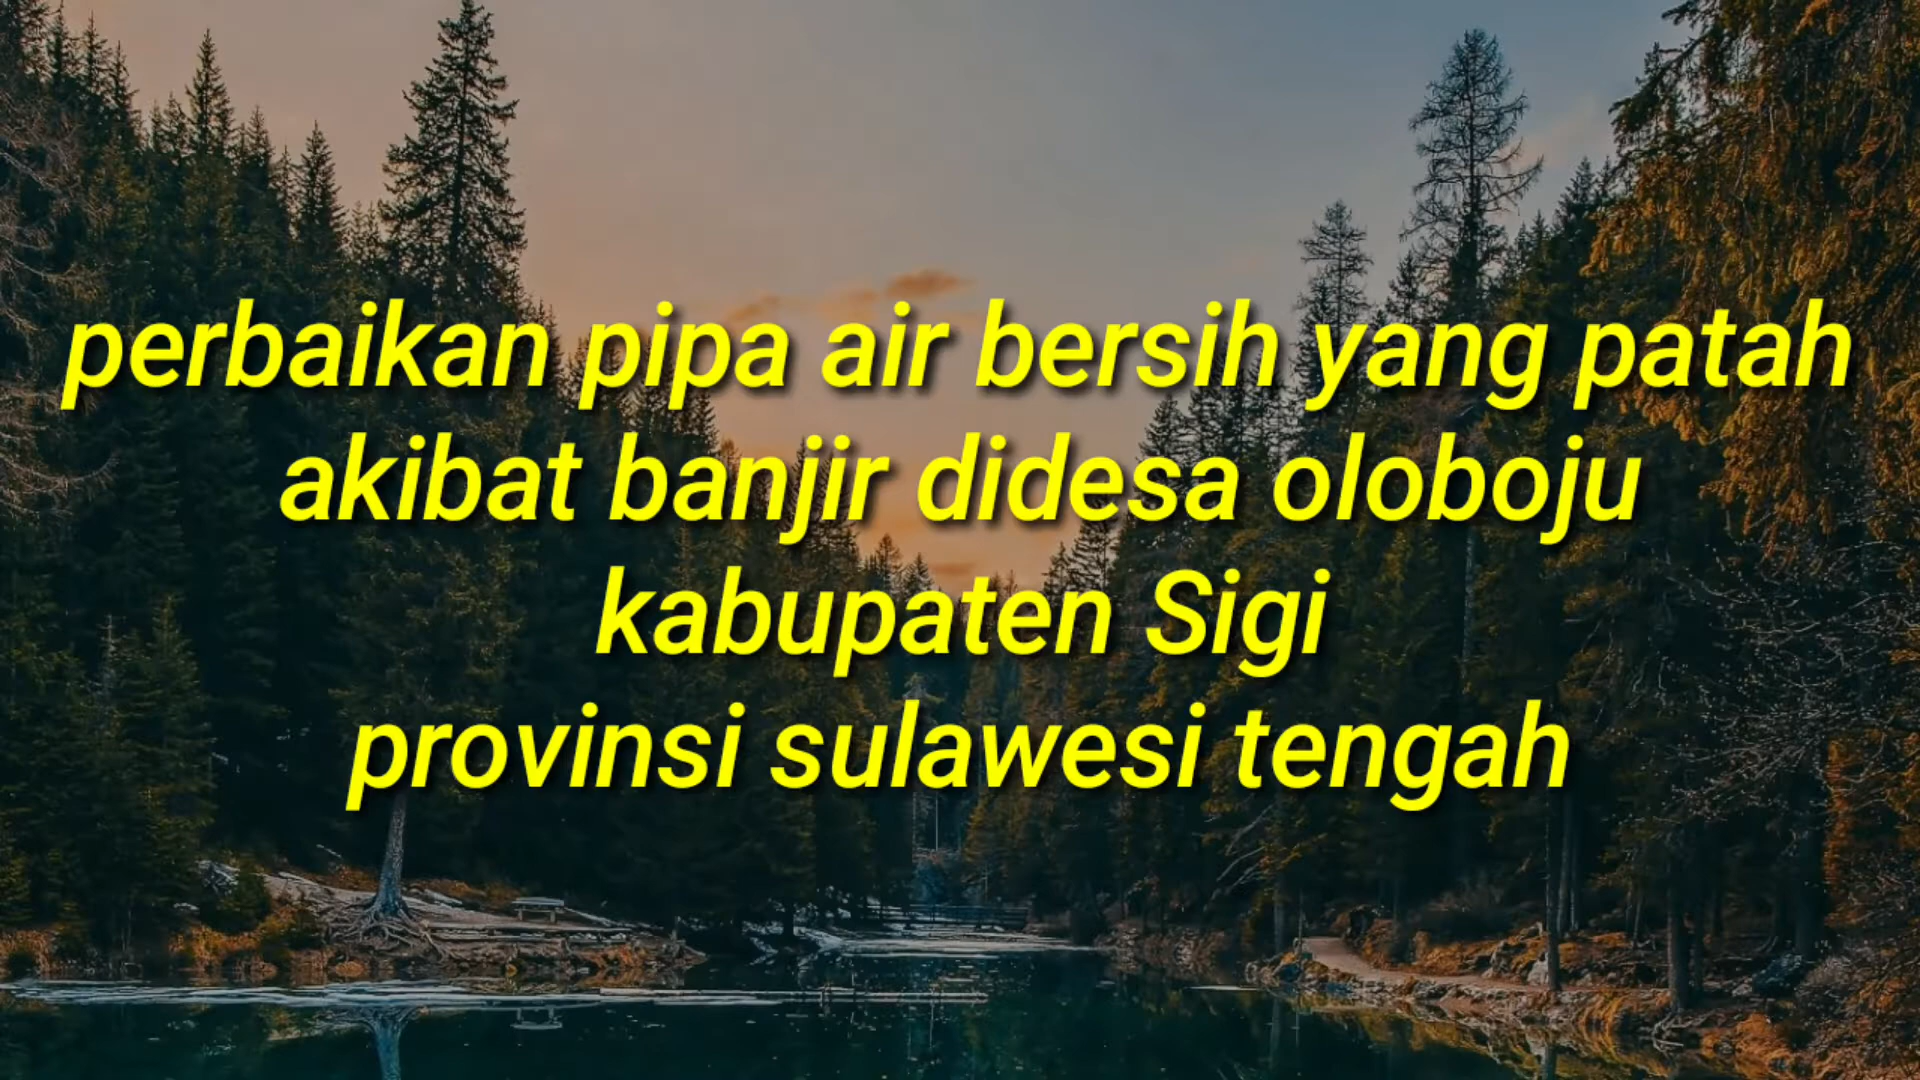 perbaikan pipa air bersih yang patah
akibat banjir didesa oloboju
kabupaten Sigi
provinsi sulawesi tengah